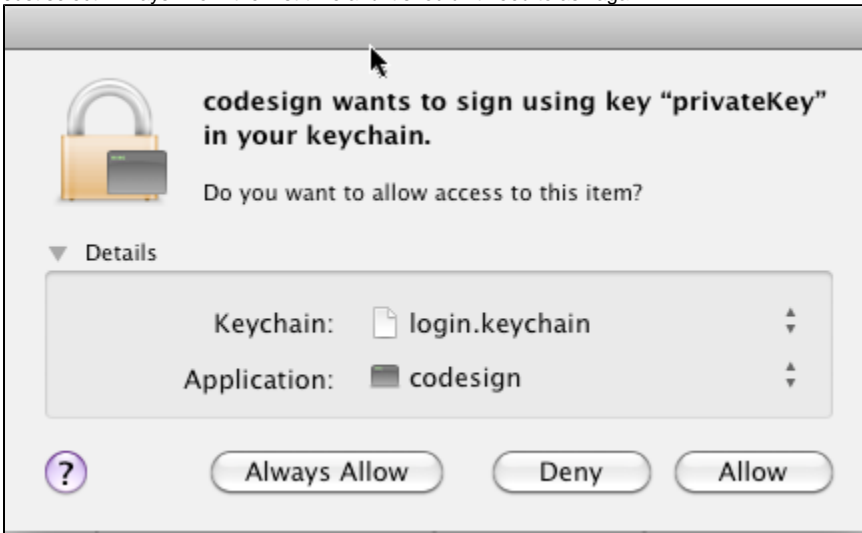 codesign wants to sign using key “privateKey”
in your keychain.
Do you want to allow access to this item?
Details
Keychain: login.keychain
Application: codesign
?
Always Allow Deny Allow